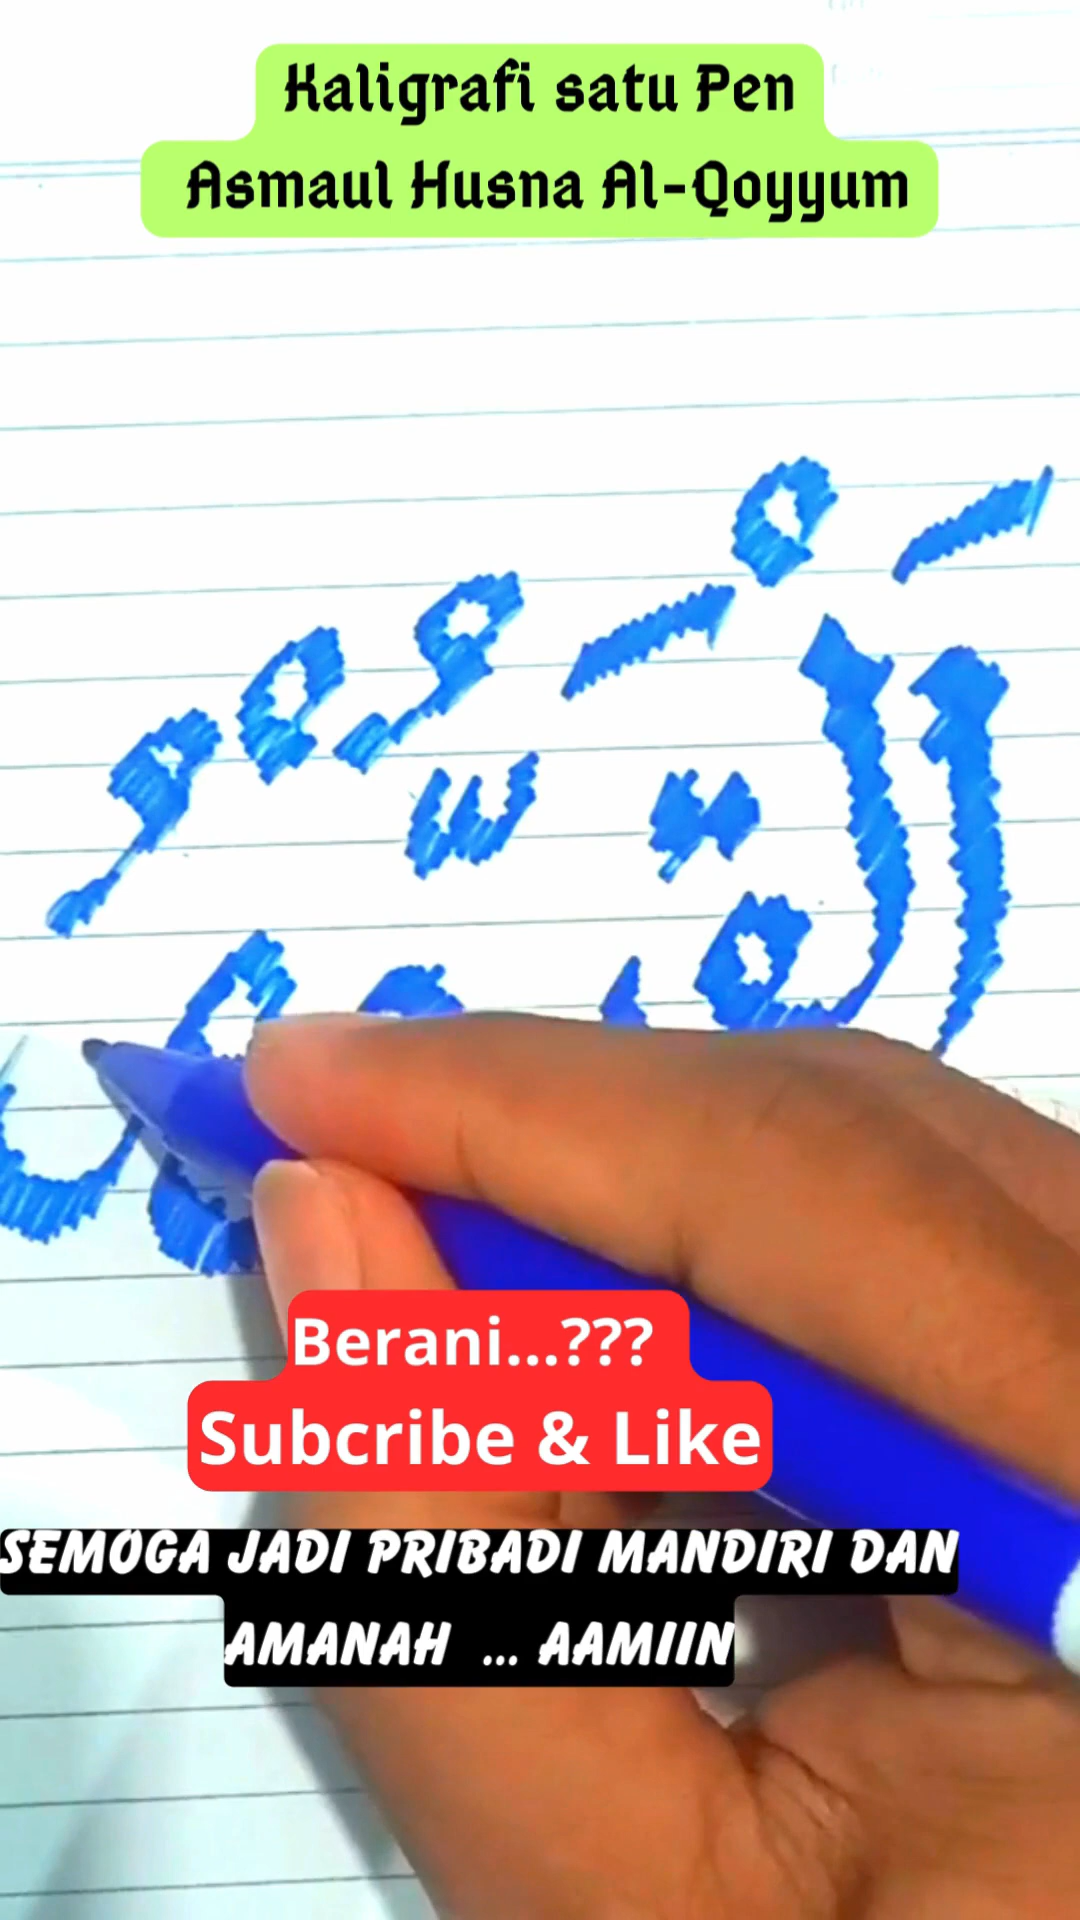 Kaligrafi satu Pen
Asmaul Husna Al-Qoyyum
Berani...???
Subcribe & Like
SEMOGA JADI PRIBADI MANDIRI DAN
AMANAH ... AAMIIN